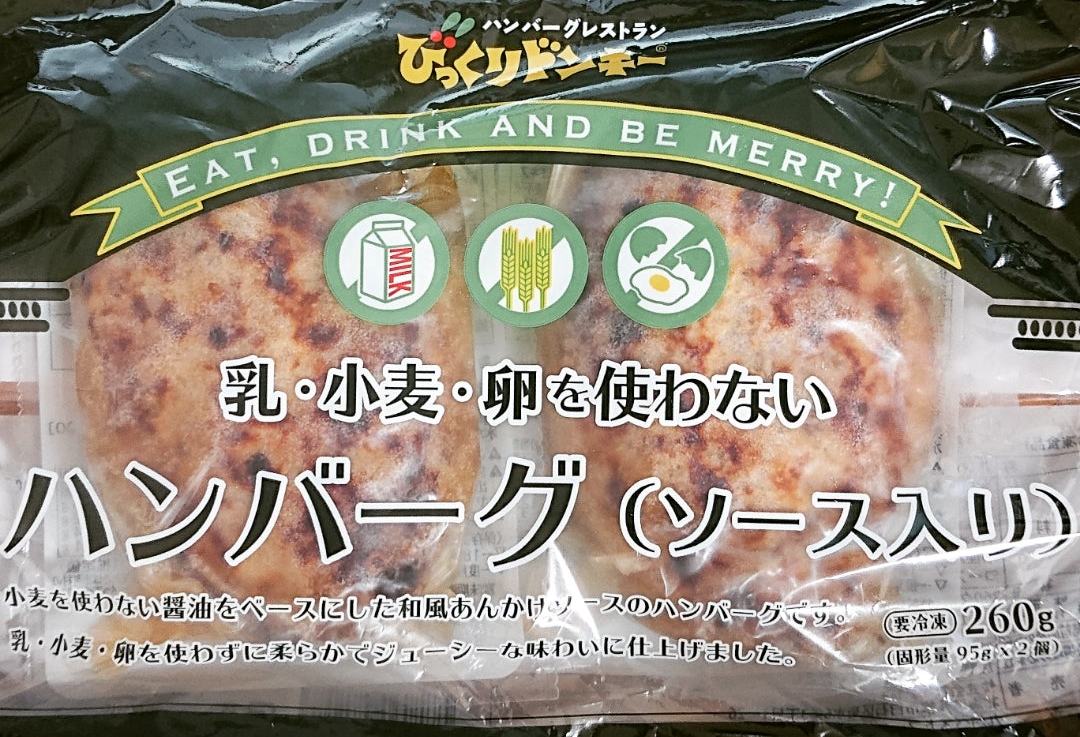 ハンバーグレストラン
びっくりドンキー®
EAT, DRINK AND BE MERRY!
MILK
乳・小麦・卵を使わない
ハンバーグ（ソース入り）
小麦を使わない醤油をベースにした和風あんかけソースのハンバーグです。
乳・小麦・卵を使わずに柔らかでジューシーな味わいに仕上げました。
要冷凍 260g
（固形量 95g x 2個）